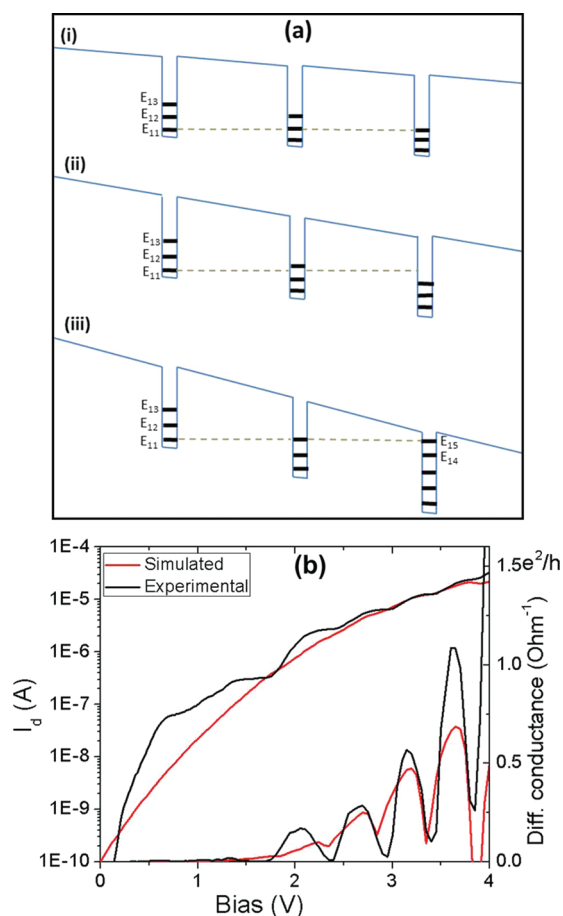 (a)
(i)
E13
E12
E11
(ii)
E13
E12
E11
(iii)
E13
E12
E11
E15
E14
(b)
Simulated
Experimental
1E-4
1E-5
1E-6
1E-7
1E-8
1E-9
1E-10
Id (A)
1.5e²/h
1.0
0.5
0.0
Diff. conductance (Ohm⁻¹)
0 1 2 3 4
Bias (V)